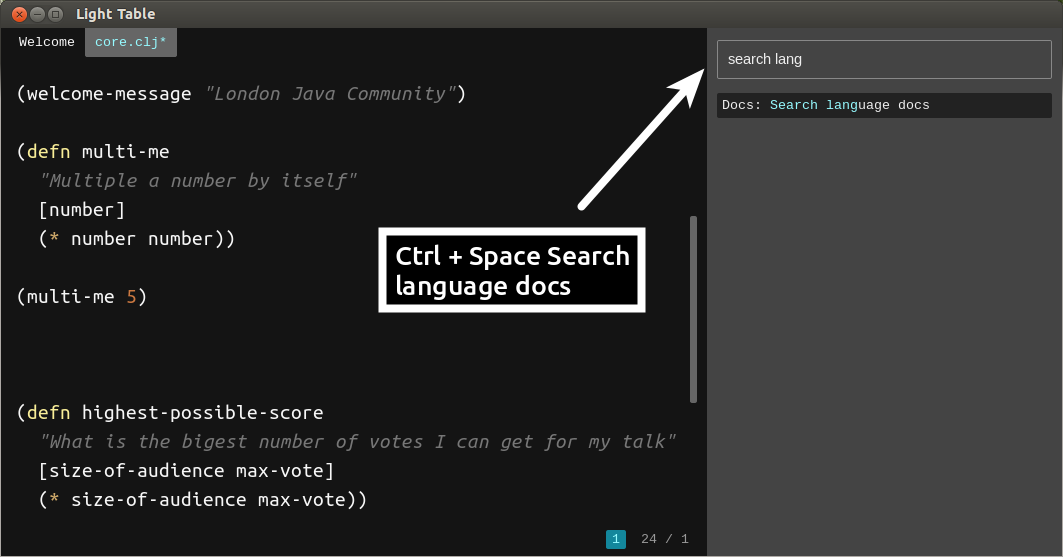 Light Table
Welcome core.clj*
(welcome-message "London Java Community")
(defn multi-me
"Multiple a number by itself"
[number]
(* number number))
(multi-me 5)
(defn highest-possible-score
"What is the bigest number of votes I can get for my talk"
[size-of-audience max-vote]
(* size-of-audience max-vote))
1 24 / 1
Ctrl + Space Search
language docs
search lang
Docs: Search language docs